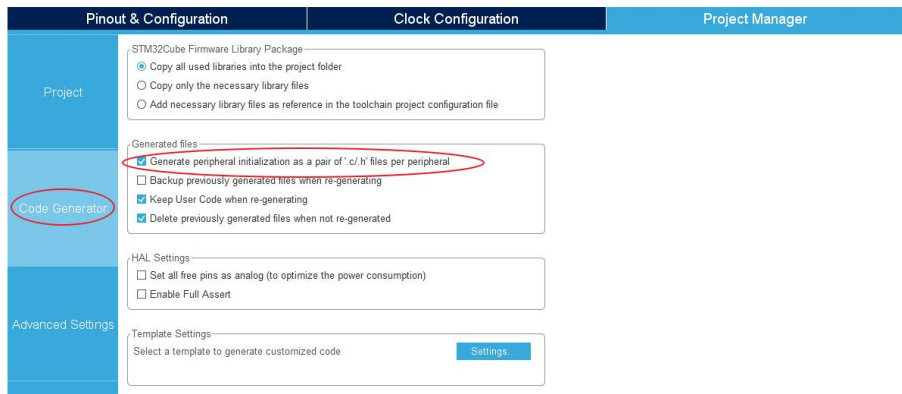 Pinout & Configuration
Clock Configuration
Project Manager
Project
Code Generator
Advanced Settings
STM32Cube Firmware Library Package
Copy all used libraries into the project folder
Copy only the necessary library files
Add necessary library files as reference in the toolchain project configuration file
Generated files
Generate peripheral initialization as a pair of '.c/.h' files per peripheral
Backup previously generated files when re-generating
Keep User Code when re-generating
Delete previously generated files when not re-generated
HAL Settings
Set all free pins as analog (to optimize the power consumption)
Enable Full Assert
Template Settings
Select a template to generate customized code
Settings...